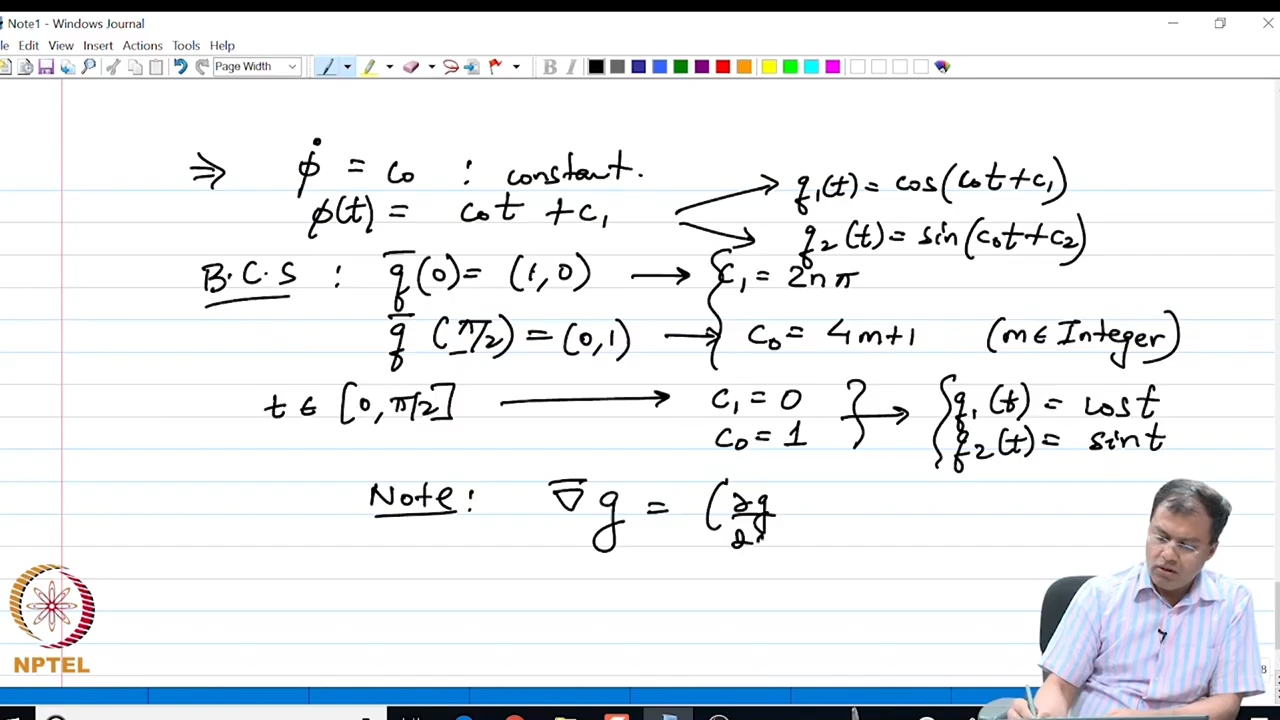 Note1 - Windows Journal
Edit View Insert Actions Tools Help
Page Width
⇒ φ̇ = c₀ : constant.
φ(t) = c₀t + c₁
q₁(t) = cos(c₀t + c₁)
q₂(t) = sin(c₀t + c₂)
B.C.S : q̅(0) = (1, 0) → { c₁ = 2nπ
q̅(π/2) = (0, 1) → c₀ = 4m+1 (m ∈ Integer)
t ∈ [0, π/2] → c₁ = 0
c₀ = 1 } → { q₁(t) = cos t
q₂(t) = sin t
Note: ∇̅g = (∂g
∂
NPTEL
8